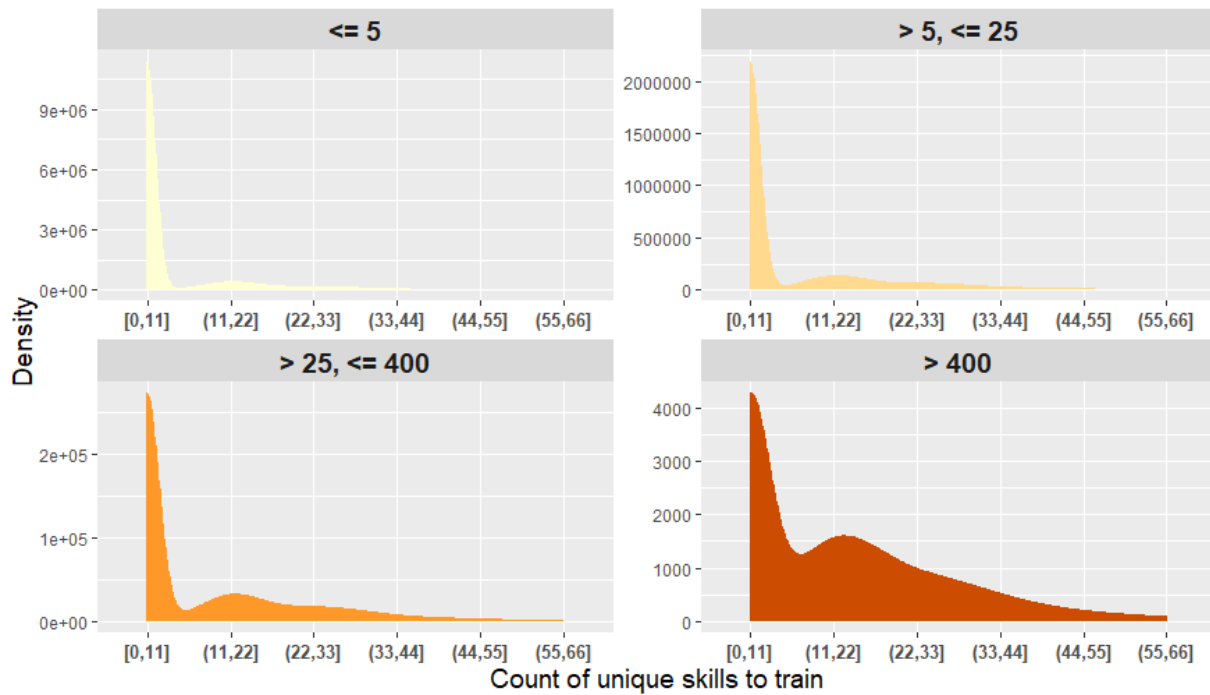 <= 5
> 5, <= 25
9e+06
6e+06
3e+06
0e+00
2000000
1500000
1000000
500000
0
[0,11] (11,22] (22,33] (33,44] (44,55] (55,66]
[0,11] (11,22] (22,33] (33,44] (44,55] (55,66]
Density
> 25, <= 400
> 400
2e+05
1e+05
0e+00
4000
3000
2000
1000
0
[0,11] (11,22] (22,33] (33,44] (44,55] (55,66]
[0,11] (11,22] (22,33] (33,44] (44,55] (55,66]
Count of unique skills to train